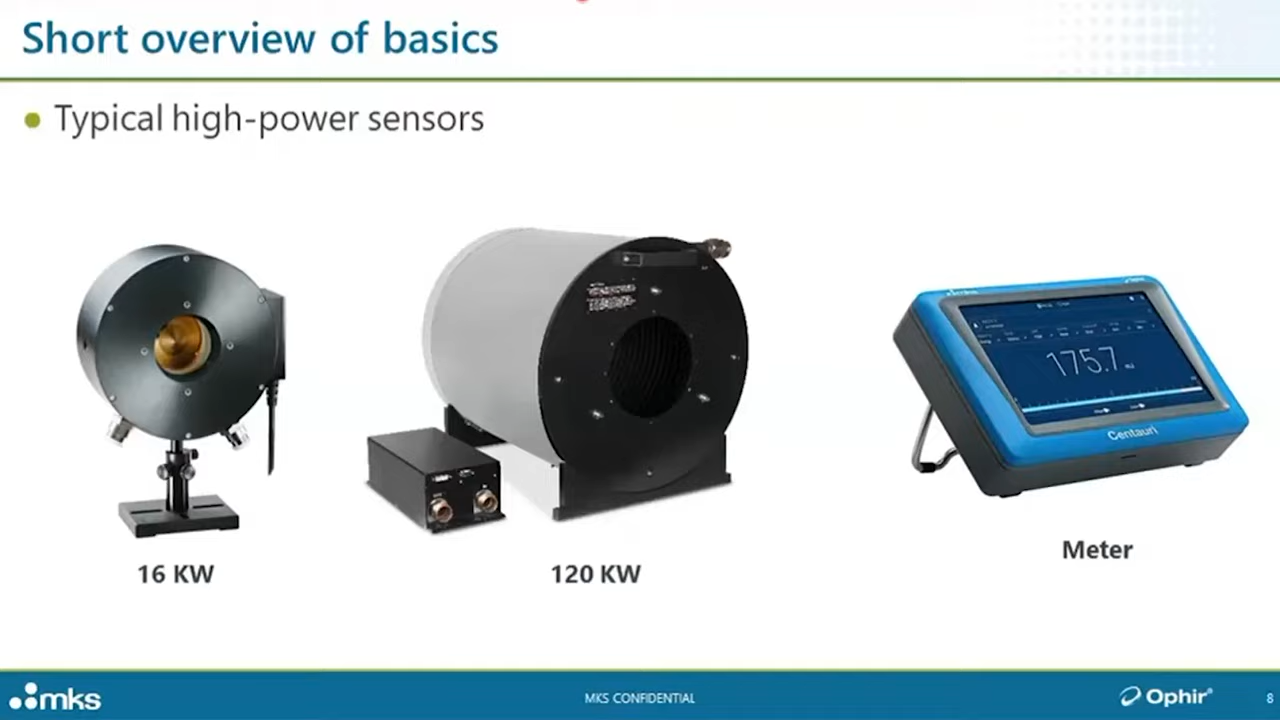 Short overview of basics
Typical high-power sensors
175.7
Centauri
16 KW
120 KW
Meter
mks
MKS CONFIDENTIAL
Ophir®
8